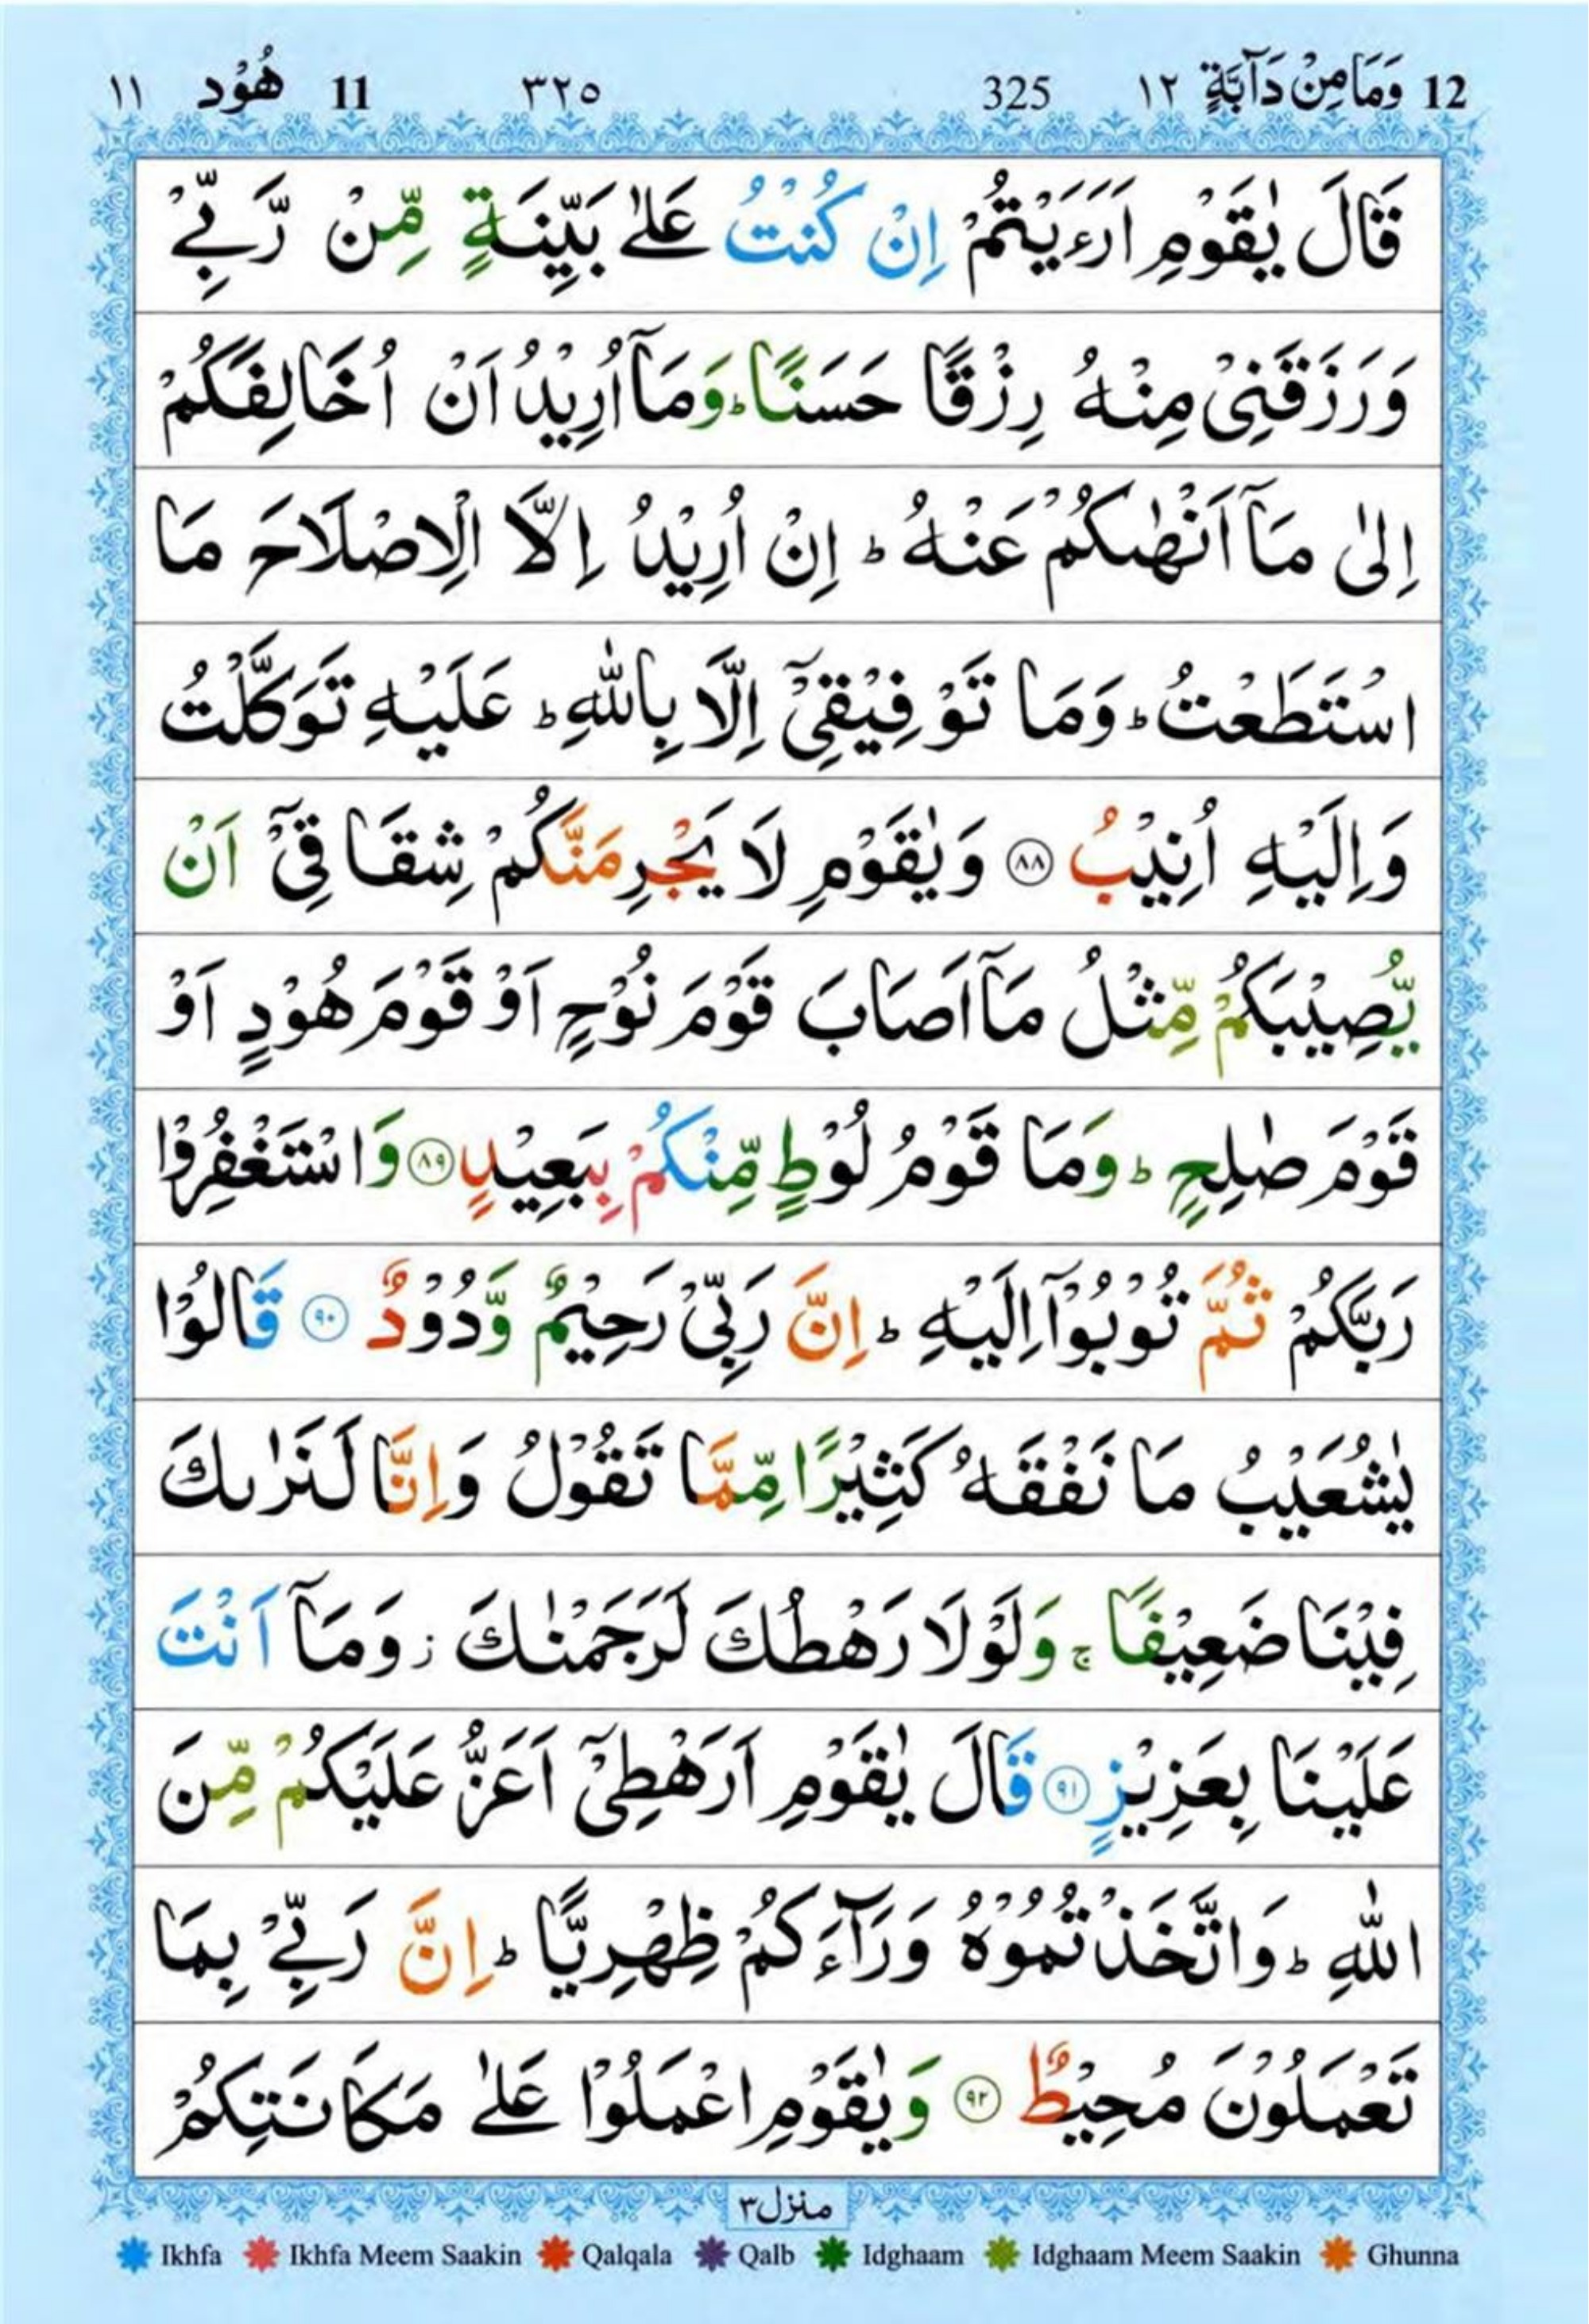 12 وَمَا مِنْ دَآبَّةٍ ١٢ 325 ٣٢٥ 11 هُوْد ١١
قَالَ يٰقَوْمِ اَرَءَيْتُمْ اِنْ كُنْتُ عَلٰى بَيِّنَةٍ مِّنْ رَّبِّيْ
وَرَزَقَنِيْ مِنْهُ رِزْقًا حَسَنًا ؕ وَمَاۤ اُرِيْدُ اَنْ اُخَالِفَكُمْ
اِلٰى مَاۤ اَنْهٰىكُمْ عَنْهُ ؕ اِنْ اُرِيْدُ اِلَّا الْاِصْلَاحَ مَا
اسْتَطَعْتُ ؕ وَمَا تَوْفِيْقِيْۤ اِلَّا بِاللّٰهِ ؕ عَلَيْهِ تَوَكَّلْتُ
وَاِلَيْهِ اُنِيْبُ ۝٨٨ وَيٰقَوْمِ لَا يَجْرِمَنَّكُمْ شِقَاقِيْۤ اَنْ
يُّصِيْبَكُمْ مِّثْلُ مَاۤ اَصَابَ قَوْمَ نُوْحٍ اَوْ قَوْمَ هُوْدٍ اَوْ
قَوْمَ صٰلِحٍ ؕ وَمَا قَوْمُ لُوْطٍ مِّنْكُمْ بِبَعِيْدٍ ۝٨٩ وَاسْتَغْفِرُوْا
رَبَّكُمْ ثُمَّ تُوْبُوْۤا اِلَيْهِ ؕ اِنَّ رَبِّيْ رَحِيْمٌ وَّدُوْدٌ ۝٩٠ قَالُوْا
يٰشُعَيْبُ مَا نَفْقَهُ كَثِيْرًا مِّمَّا تَقُوْلُ وَاِنَّا لَنَرٰىكَ
فِيْنَا ضَعِيْفًا ۚ وَلَوْلَا رَهْطُكَ لَرَجَمْنٰكَ ؗ وَمَاۤ اَنْتَ
عَلَيْنَا بِعَزِيْزٍ ۝٩١ قَالَ يٰقَوْمِ اَرَهْطِيْۤ اَعَزُّ عَلَيْكُمْ مِّنَ
اللّٰهِ ؕ وَاتَّخَذْتُمُوْهُ وَرَآءَكُمْ ظِهْرِيًّا ؕ اِنَّ رَبِّيْ بِمَا
تَعْمَلُوْنَ مُحِيْطٌ ۝٩٢ وَيٰقَوْمِ اعْمَلُوْا عَلٰى مَكَانَتِكُمْ
منزل٣
Ikhfa Ikhfa Meem Saakin Qalqala Qalb Idghaam Idghaam Meem Saakin Ghunna